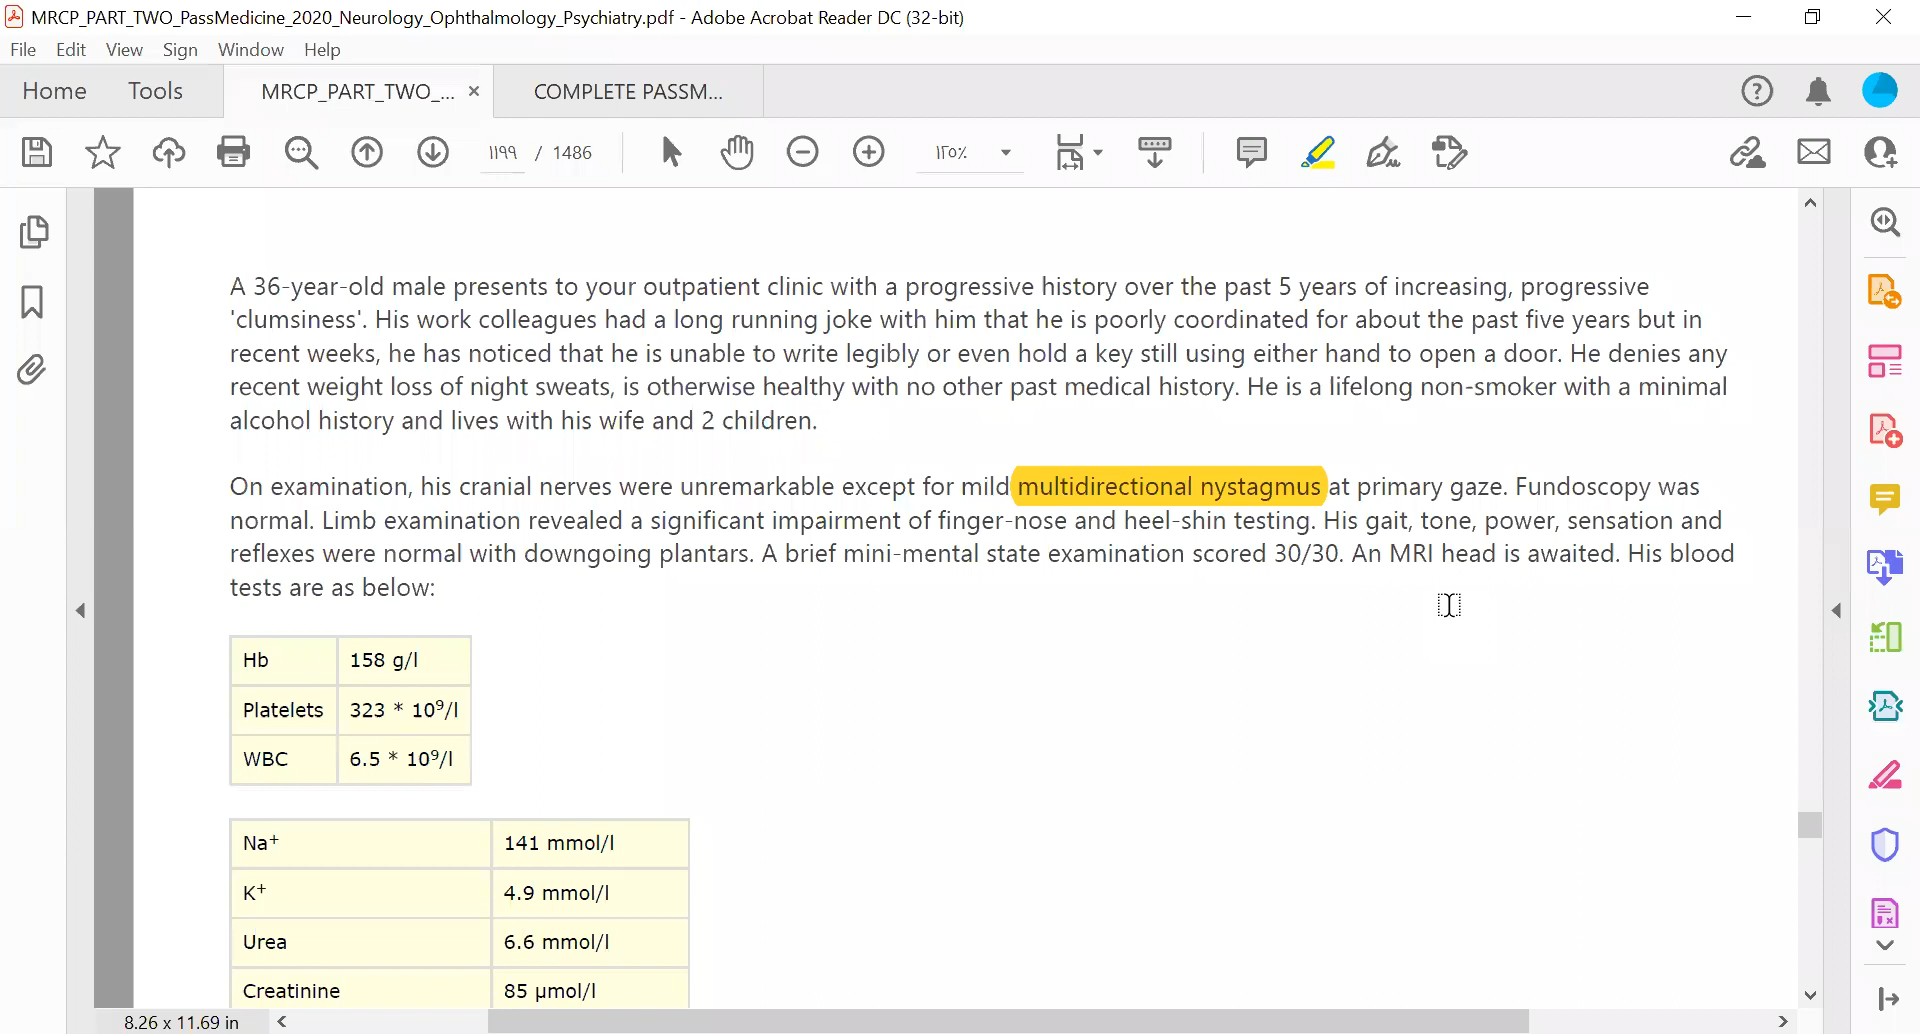 MRCP_PART_TWO_PassMedicine_2020_Neurology_Ophthalmology_Psychiatry.pdf - Adobe Acrobat Reader DC (32-bit)
File Edit View Sign Window Help
Home Tools MRCP_PART_TWO_... × COMPLETE PASSM...
١١٩٩ / 1486 ١٢٥٪
A 36-year-old male presents to your outpatient clinic with a progressive history over the past 5 years of increasing, progressive
'clumsiness'. His work colleagues had a long running joke with him that he is poorly coordinated for about the past five years but in
recent weeks, he has noticed that he is unable to write legibly or even hold a key still using either hand to open a door. He denies any
recent weight loss of night sweats, is otherwise healthy with no other past medical history. He is a lifelong non-smoker with a minimal
alcohol history and lives with his wife and 2 children.
On examination, his cranial nerves were unremarkable except for mild multidirectional nystagmus at primary gaze. Fundoscopy was
normal. Limb examination revealed a significant impairment of finger-nose and heel-shin testing. His gait, tone, power, sensation and
reflexes were normal with downgoing plantars. A brief mini-mental state examination scored 30/30. An MRI head is awaited. His blood
tests are as below:
Hb 158 g/l
Platelets 323 * 10⁹/l
WBC 6.5 * 10⁹/l
Na⁺ 141 mmol/l
K⁺ 4.9 mmol/l
Urea 6.6 mmol/l
Creatinine 85 µmol/l
8.26 x 11.69 in